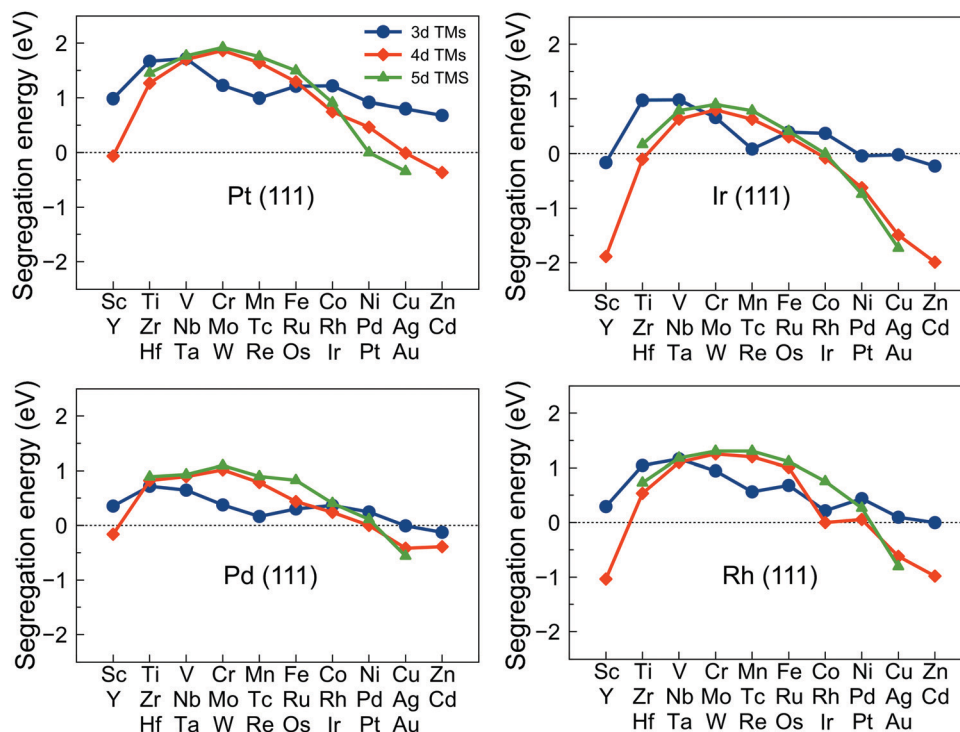 Segregation energy (eV)
2
1
0
−1
−2
3d TMs
4d TMs
5d TMS
Pt (111)
Sc Ti V Cr Mn Fe Co Ni Cu Zn
Y Zr Nb Mo Tc Ru Rh Pd Ag Cd
Hf Ta W Re Os Ir Pt Au
Segregation energy (eV)
2
1
0
−1
−2
Ir (111)
Sc Ti V Cr Mn Fe Co Ni Cu Zn
Y Zr Nb Mo Tc Ru Rh Pd Ag Cd
Hf Ta W Re Os Ir Pt Au
Segregation energy (eV)
2
1
0
−1
−2
Pd (111)
Sc Ti V Cr Mn Fe Co Ni Cu Zn
Y Zr Nb Mo Tc Ru Rh Pd Ag Cd
Hf Ta W Re Os Ir Pt Au
Segregation energy (eV)
2
1
0
−1
−2
Rh (111)
Sc Ti V Cr Mn Fe Co Ni Cu Zn
Y Zr Nb Mo Tc Ru Rh Pd Ag Cd
Hf Ta W Re Os Ir Pt Au